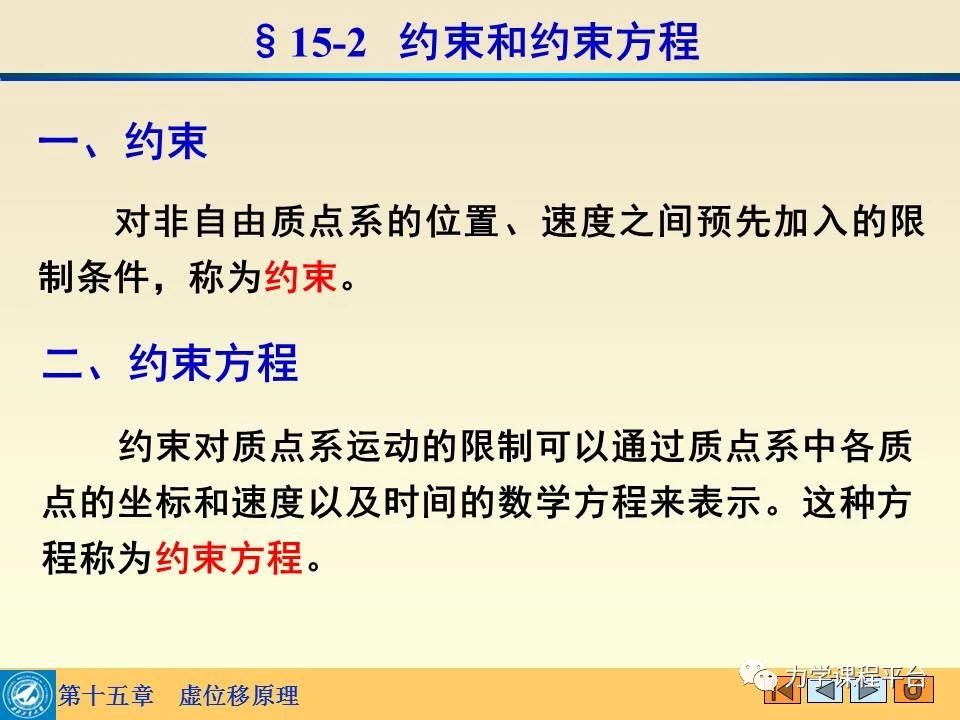 §15-2 约束和约束方程
一、约束
对非自由质点系的位置、速度之间预先加入的限
制条件，称为约束。
二、约束方程
约束对质点系运动的限制可以通过质点系中各质
点的坐标和速度以及时间的数学方程来表示。这种方
程称为约束方程。
第十五章 虚位移原理
力学课程平台